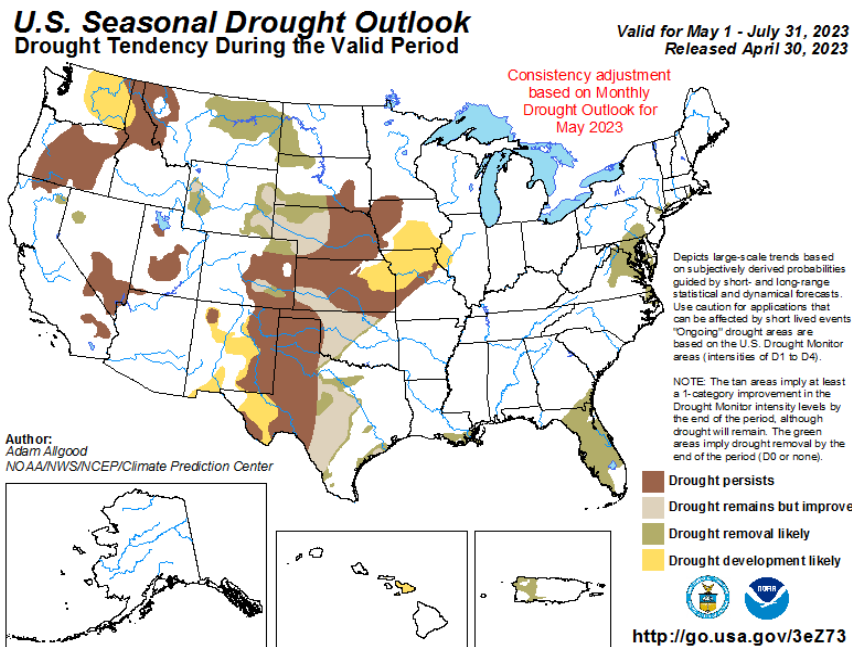 U.S. Seasonal Drought Outlook
Drought Tendency During the Valid Period
Valid for May 1 - July 31, 2023
Released April 30, 2023
Consistency adjustment
based on Monthly
Drought Outlook for
May 2023
Depicts large-scale trends based
on subjectively derived probabilities
guided by short- and long-range
statistical and dynamical forecasts.
Use caution for applications that
can be affected by short lived events
"Ongoing" drought areas are
based on the U.S. Drought Monitor
areas (intensities of D1 to D4).
NOTE: The tan areas imply at least
a 1-category improvement in the
Drought Monitor intensity levels by
the end of the period, although
drought will remain. The green
areas imply drought removal by the
end of the period (D0 or none).
Author:
Adam Allgood
NOAA/NWS/NCEP/Climate Prediction Center
Drought persists
Drought remains but improve
Drought removal likely
Drought development likely
NOAA
http://go.usa.gov/3eZ73